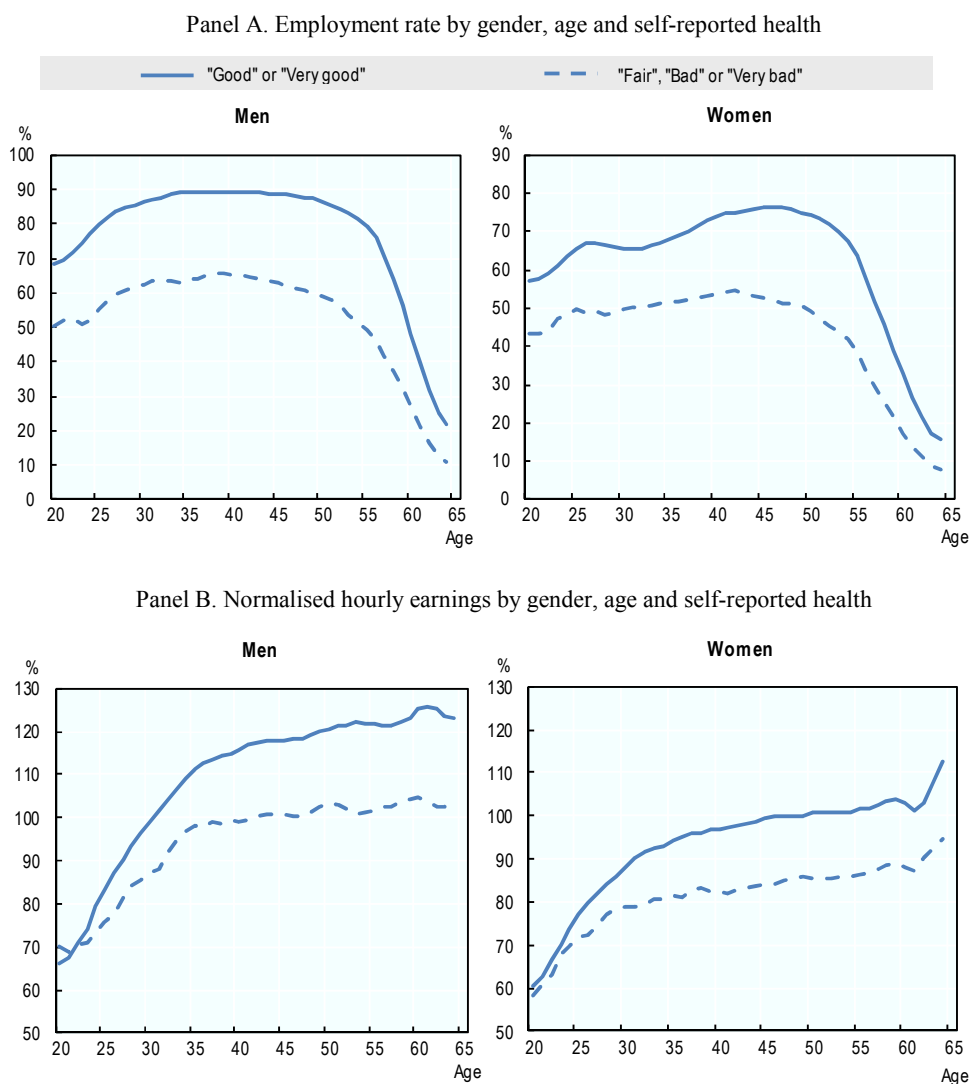 Panel A. Employment rate by gender, age and self-reported health
"Good" or "Very good" "Fair", "Bad" or "Very bad"
Men
%
100
90
80
70
60
50
40
30
20
10
0
20 25 30 35 40 45 50 55 60 65
Age
Women
%
90
80
70
60
50
40
30
20
10
0
20 25 30 35 40 45 50 55 60 65
Age
Panel B. Normalised hourly earnings by gender, age and self-reported health
Men
%
130
120
110
100
90
80
70
60
50
20 25 30 35 40 45 50 55 60 65
Age
Women
%
130
120
110
100
90
80
70
60
50
20 25 30 35 40 45 50 55 60 65
Age